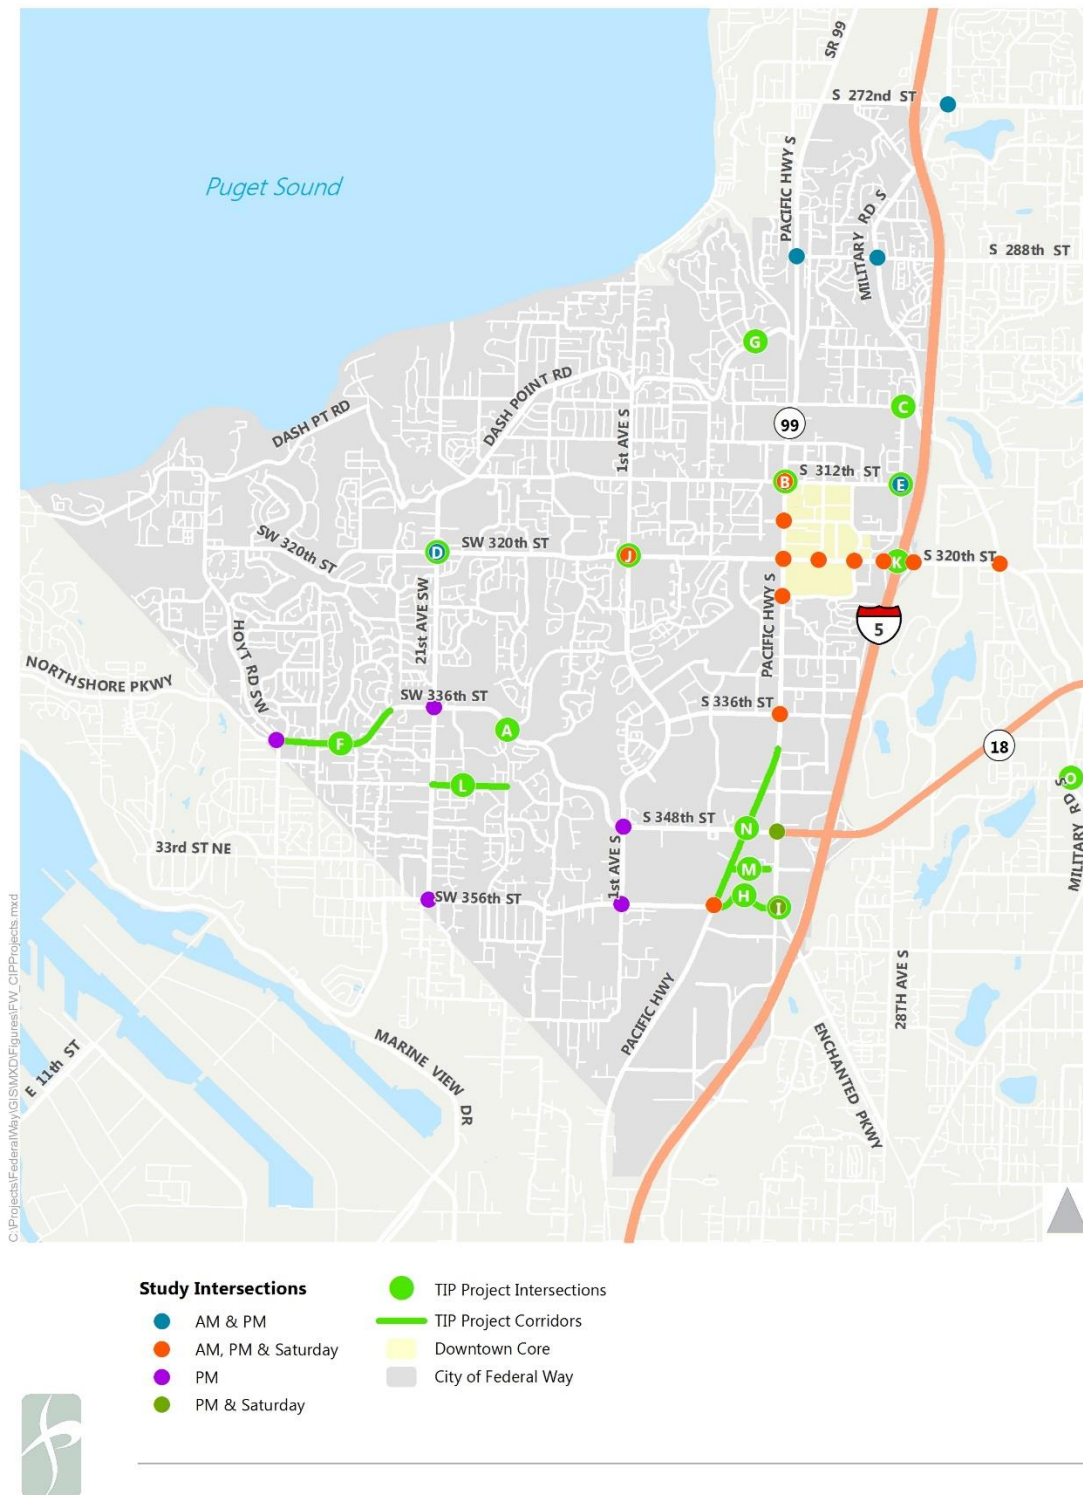 SR 99
S 272nd ST
Puget Sound
PACIFIC HWY S
MILITARY RD S
S 288th ST
G
DASH POINT RD
DASH PT RD
1st AVE S
C
99
S 312th ST
B
E
SW 320th ST
SW 320th ST
D
J
K
S 320th ST
21st AVE SW
PACIFIC HWY S
5
HOYT RD SW
NORTHSHORE PKWY
SW 336th ST
S 336th ST
A
F
18
L
O
MILITARY RD S
S 348th ST
N
33rd ST NE
1st AVE S
M
SW 356th ST
H
I
28TH AVE S
PACIFIC HWY
ENCHANTED PKWY
MARINE VIEW DR
E 11th ST
C:\Projects\FederalWay\GIS\MXD\Figures\FW_CIPProjects.mxd
Study Intersections
AM & PM
AM, PM & Saturday
PM
PM & Saturday
TIP Project Intersections
TIP Project Corridors
Downtown Core
City of Federal Way